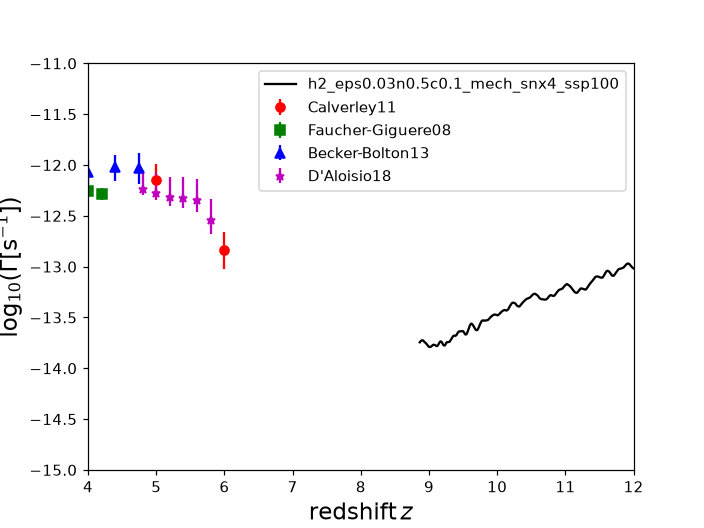 −11.0
−11.5
−12.0
−12.5
−13.0
−13.5
−14.0
−14.5
−15.0
log₁₀(Γ[s⁻¹])
h2_eps0.03n0.5c0.1_mech_snx4_ssp100
Calverley11
Faucher-Giguere08
Becker-Bolton13
D'Aloisio18
4 5 6 7 8 9 10 11 12
redshift z